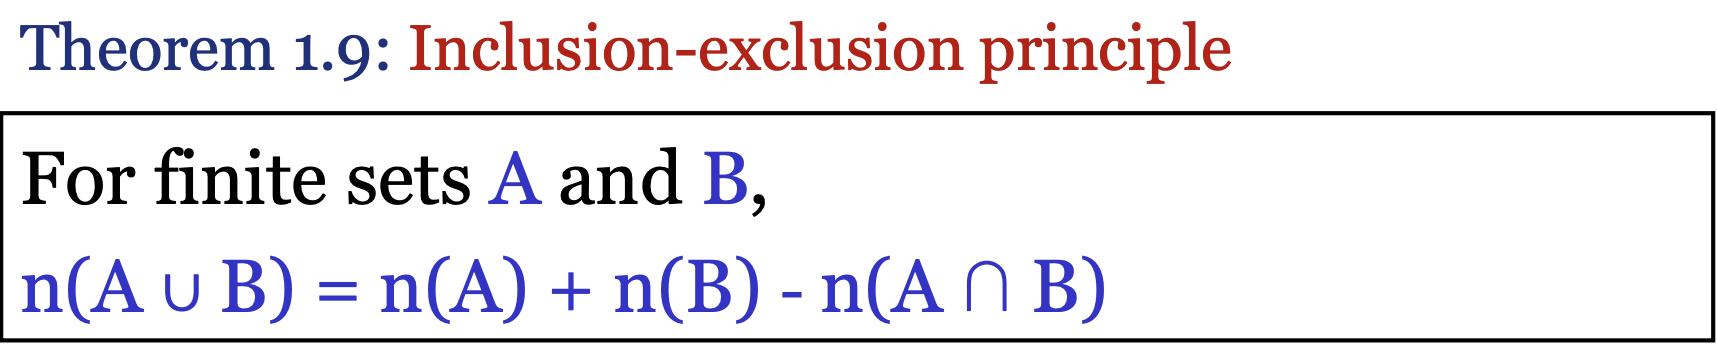 Theorem 1.9: Inclusion-exclusion principle
For finite sets A and B,
n(A ∪ B) = n(A) + n(B) - n(A ∩ B)